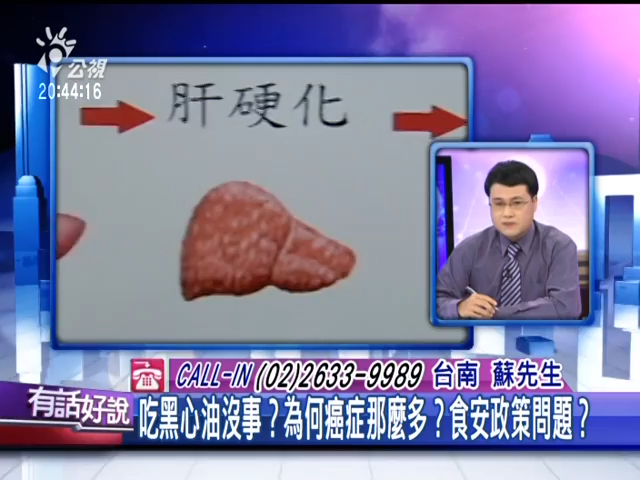 公視
20:44:16
肝硬化
CALL-IN (02)2633-9989 台南 蘇先生
有話好說
吃黑心油沒事？為何癌症那麼多？食安政策問題？